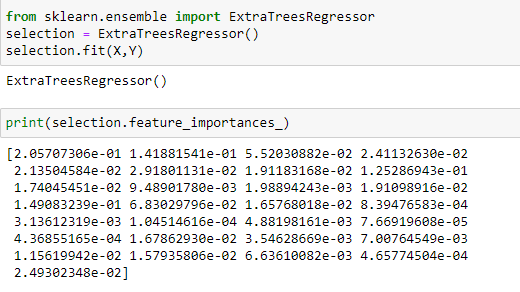 from sklearn.ensemble import ExtraTreesRegressor
selection = ExtraTreesRegressor()
selection.fit(X,Y)
ExtraTreesRegressor()
print(selection.feature_importances_)
[2.05707306e-01 1.41881541e-01 5.52030882e-02 2.41132630e-02
2.13504584e-02 2.91801131e-02 1.91183168e-02 1.25286943e-01
1.74045451e-02 9.48901780e-03 1.98894243e-03 1.91098916e-02
1.49083239e-01 6.83029796e-02 1.65768018e-02 8.39476583e-04
3.13612319e-03 1.04514616e-04 4.88198161e-03 7.66919608e-05
4.36855165e-04 1.67862930e-02 3.54628669e-03 7.00764549e-03
1.15619942e-02 1.57935806e-02 6.63610082e-03 4.65774504e-04
2.49302348e-02]